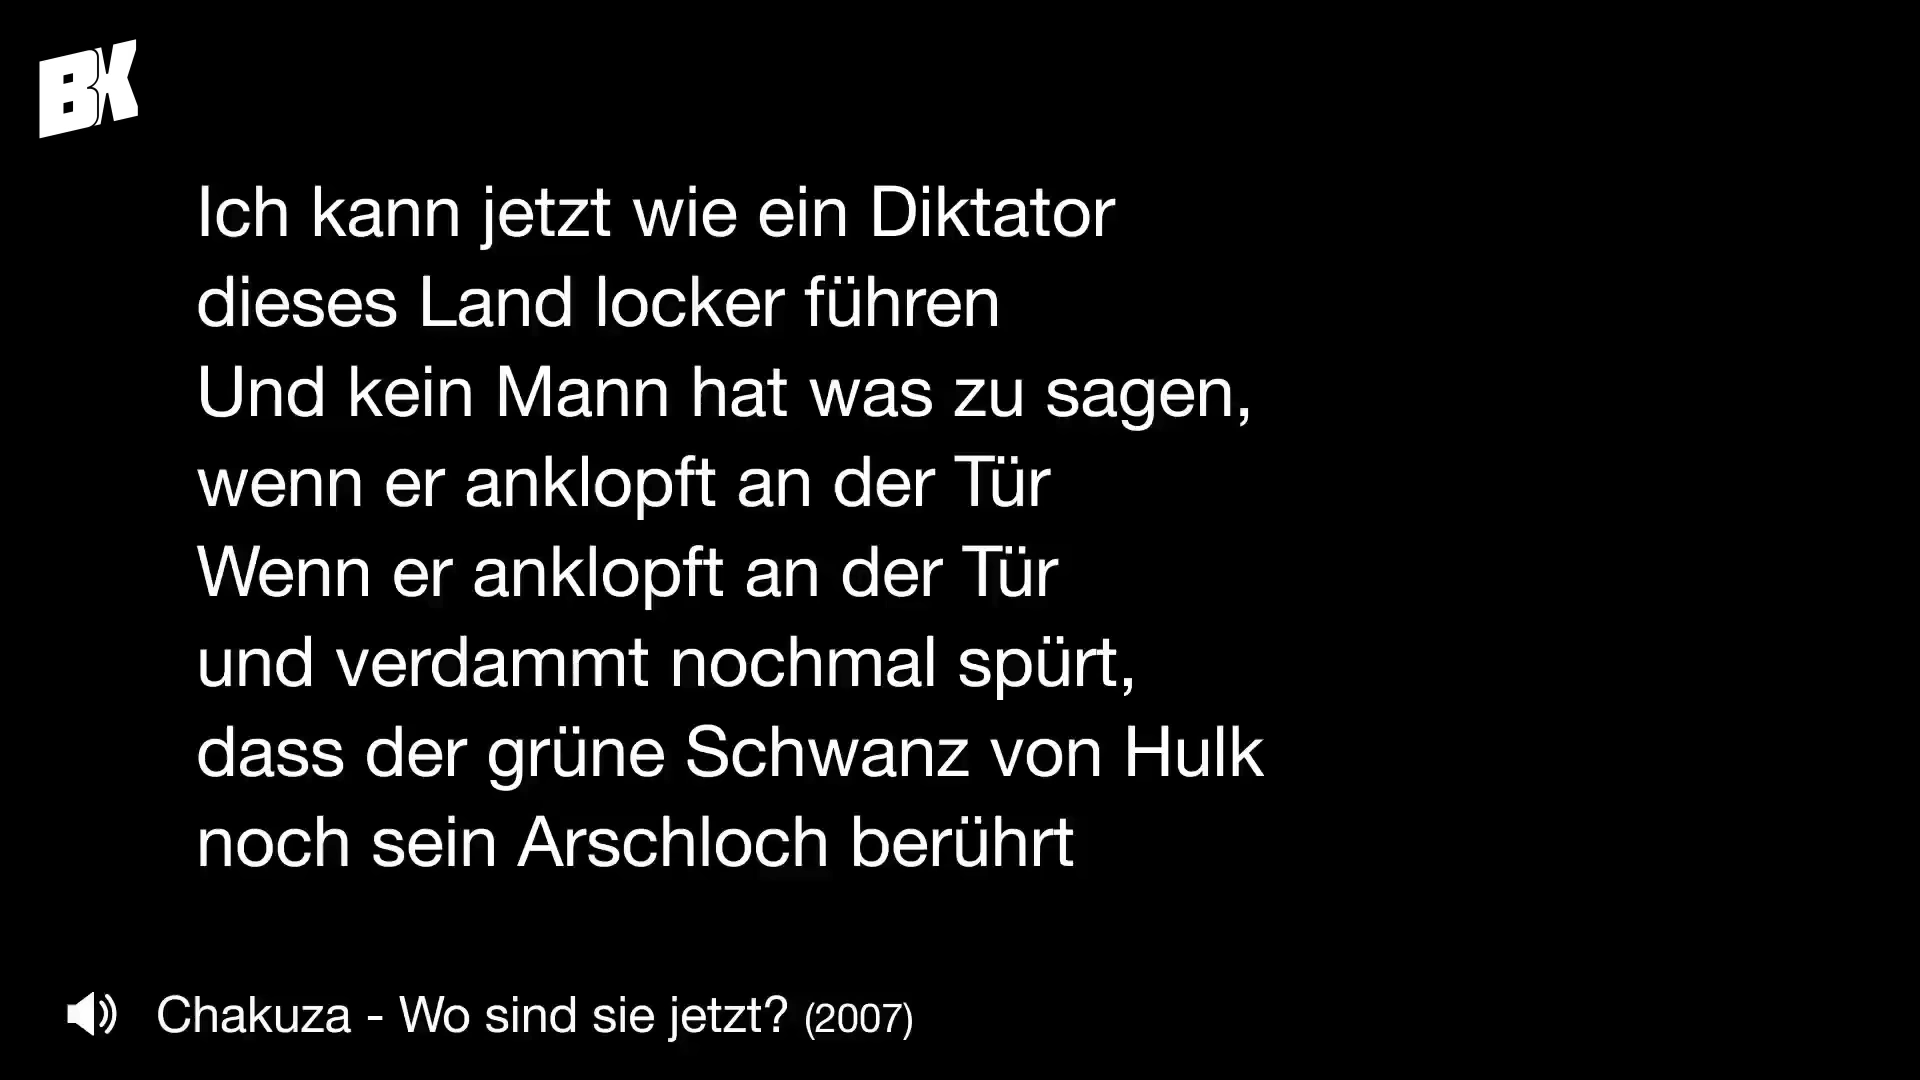 BK
Ich kann jetzt wie ein Diktator
dieses Land locker führen
Und kein Mann hat was zu sagen,
wenn er anklopft an der Tür
Wenn er anklopft an der Tür
und verdammt nochmal spürt,
dass der grüne Schwanz von Hulk
noch sein Arschloch berührt
Chakuza - Wo sind sie jetzt? (2007)